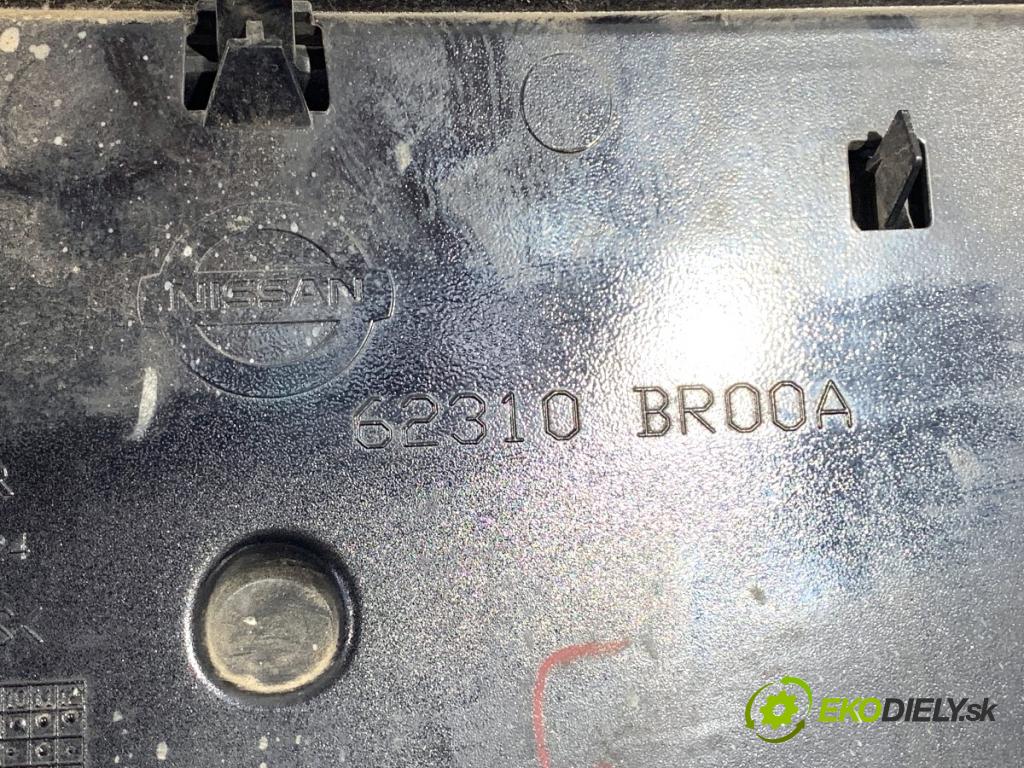 NISSAN
62310 BR00A
EKODIELY.sk